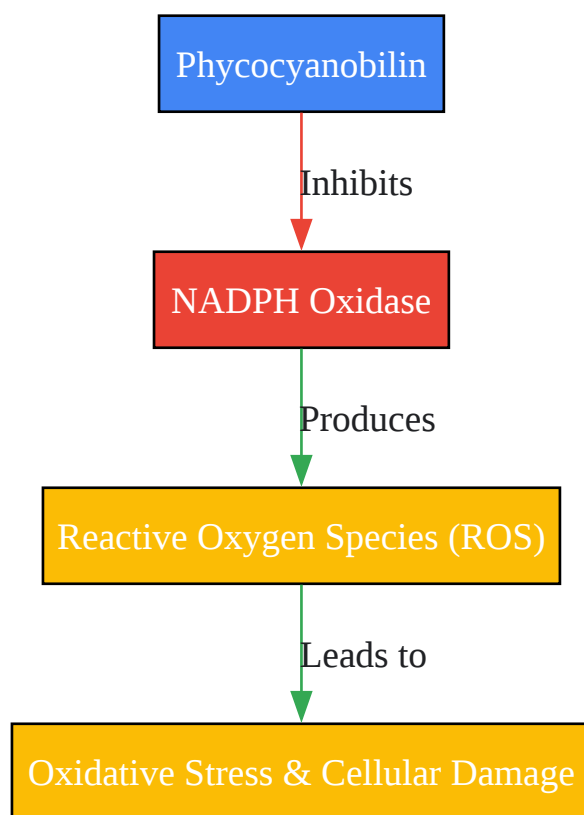 Phycocyanobilin
Inhibits
NADPH Oxidase
Produces
Reactive Oxygen Species (ROS)
Leads to
Oxidative Stress & Cellular Damage